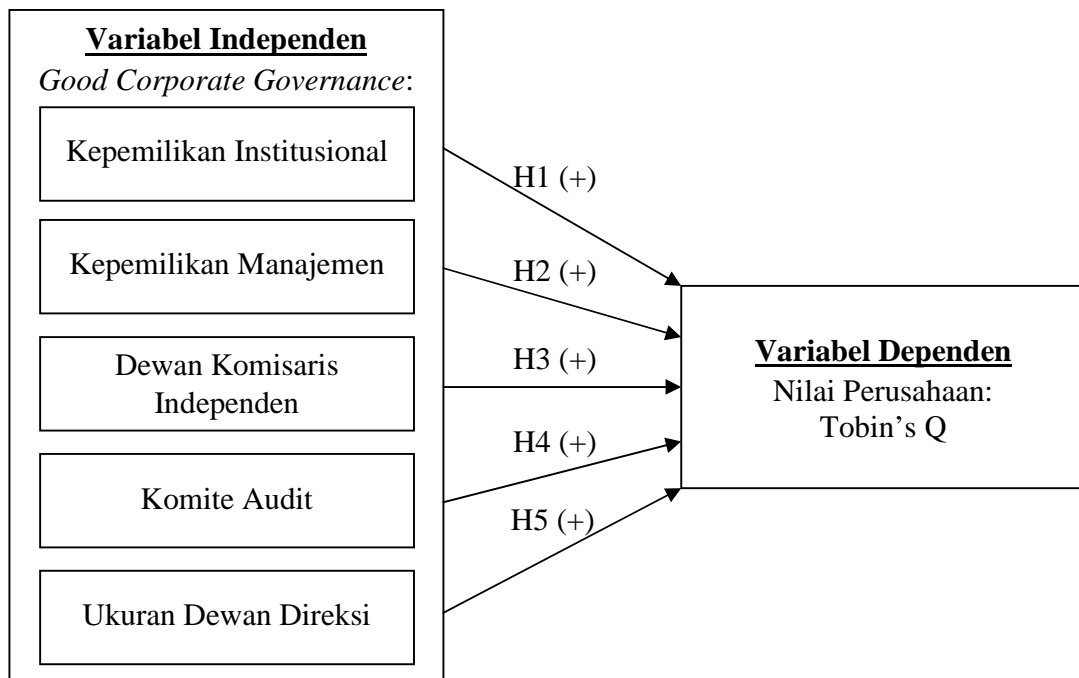 Variabel Independen
Good Corporate Governance:
Kepemilikan Institusional
Kepemilikan Manajemen
Dewan Komisaris
Independen
Komite Audit
Ukuran Dewan Direksi
H1 (+)
H2 (+)
H3 (+)
H4 (+)
H5 (+)
Variabel Dependen
Nilai Perusahaan:
Tobin’s Q